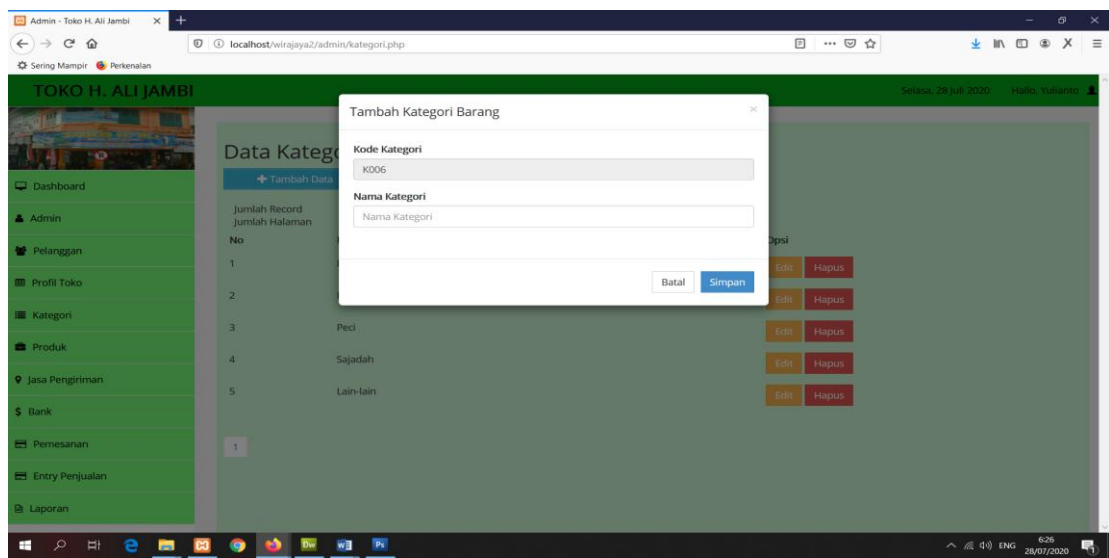 Admin - Toko H. Ali Jambi
localhost/wirajaya2/admin/kategori.php
Sering Mampir Perkenalan
TOKO H. ALI JAMBI
Selasa, 28 Juli 2020 Hallo, Yulianto
Tambah Kategori Barang
Kode Kategori
K006
Nama Kategori
Nama Kategori
Batal Simpan
Dashboard
Admin
Pelanggan
Profil Toko
Kategori
Produk
Jasa Pengiriman
$ Bank
Pemesanan
Entry Penjualan
Laporan
Data
Tambah Data
Jumlah Record
Jumlah Halaman
No Opsi
1 Edit Hapus
2 Edit Hapus
3 Peci Edit Hapus
4 Sajadah Edit Hapus
5 Lain-lain Edit Hapus
1
Dw Ps
ENG 6:26
28/07/2020